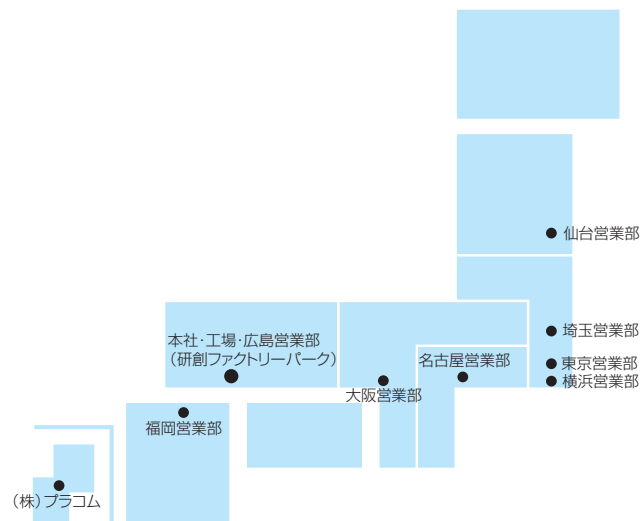 仙台営業部
埼玉営業部
本社・工場・広島営業部
(研創ファクトリーパーク)
名古屋営業部
東京営業部
横浜営業部
大阪営業部
福岡営業部
(株)プラコム